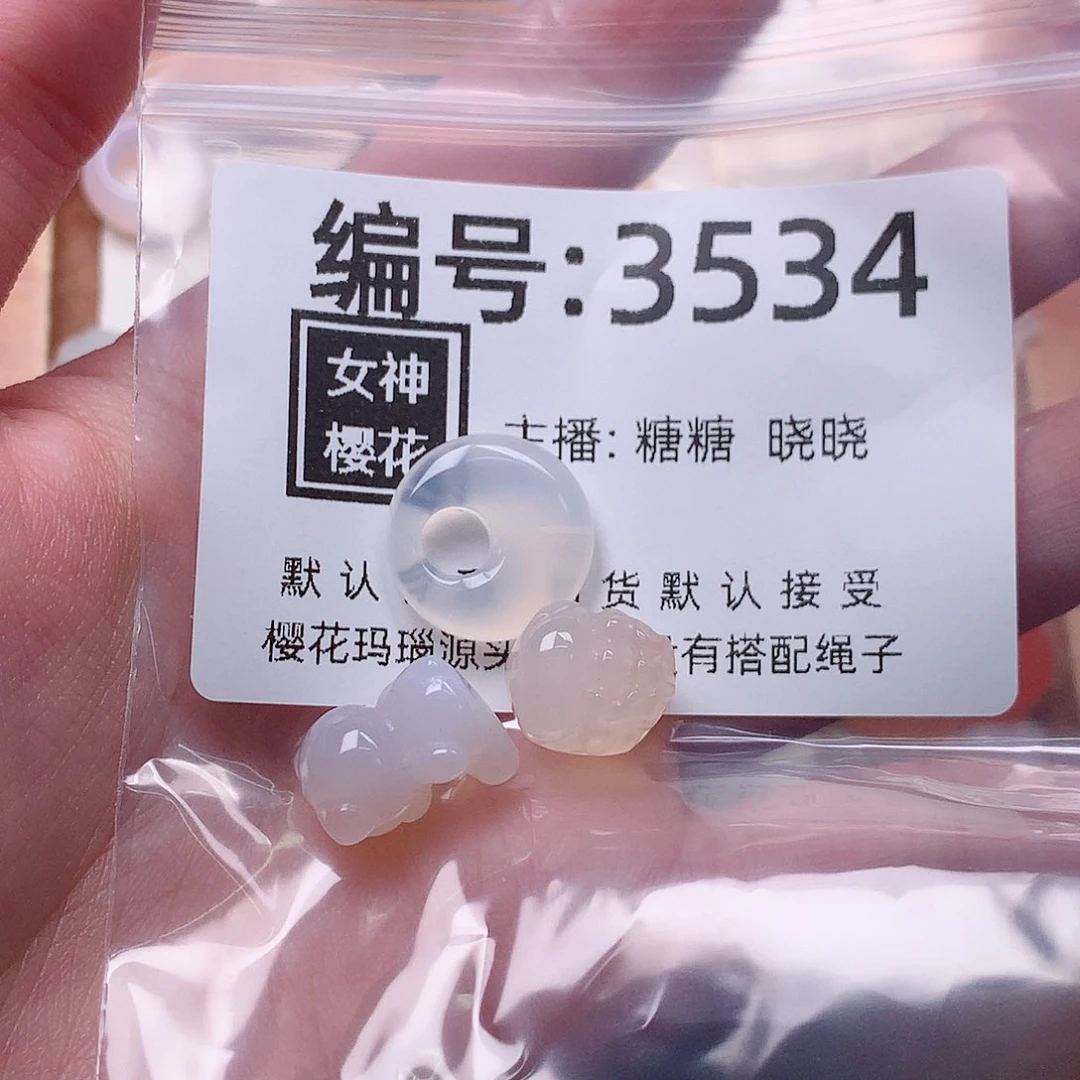 编号:3534
女神
樱花
主播: 糖糖 晓晓
默认 货默认接受
樱花玛瑙源头 有搭配绳子